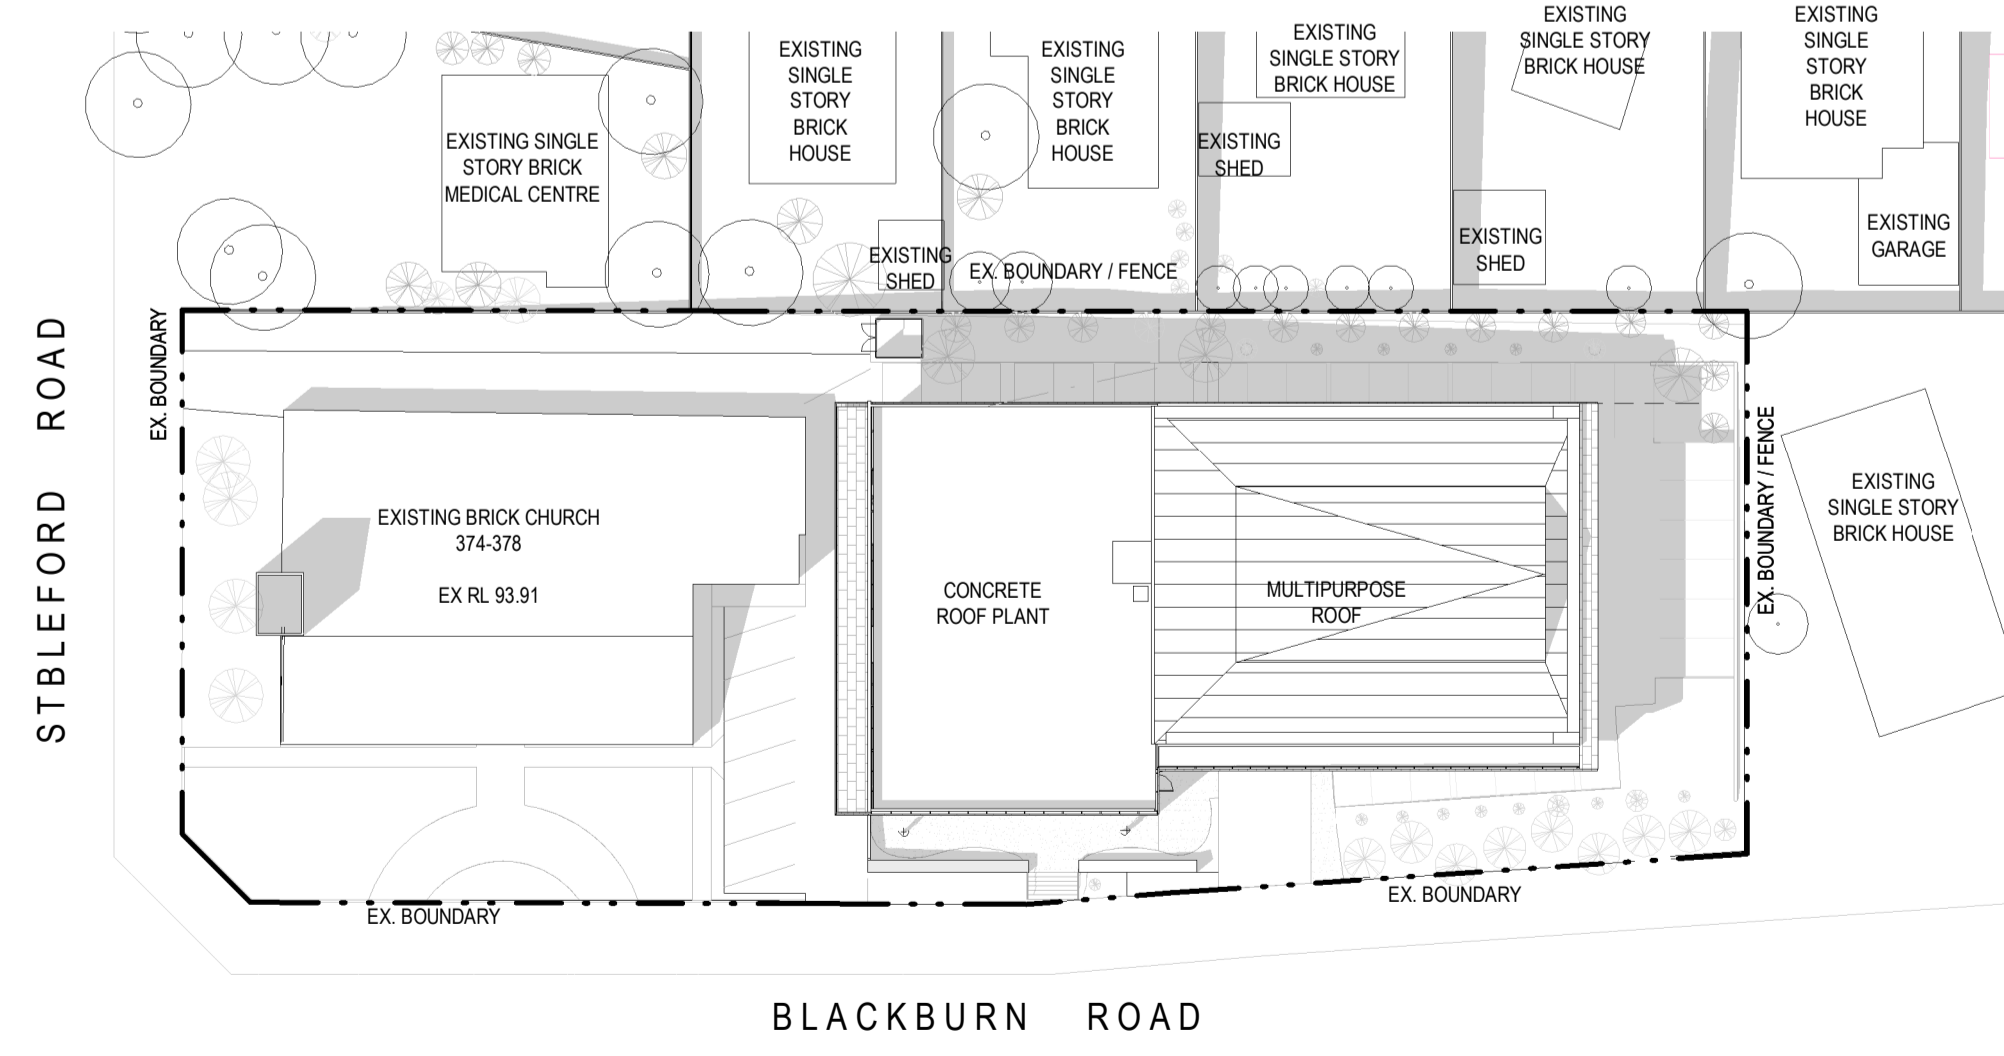 EXISTING
SINGLE
STORY
BRICK
HOUSE
EXISTING
SINGLE
STORY
BRICK
HOUSE
EXISTING
SINGLE STORY
BRICK HOUSE
EXISTING
SINGLE STORY
BRICK HOUSE
EXISTING
SINGLE
STORY
BRICK
HOUSE
EXISTING SINGLE
STORY BRICK
MEDICAL CENTRE
EXISTING
SHED
EXISTING
SHED
EX. BOUNDARY / FENCE
EXISTING
SHED
EXISTING
GARAGE
STBLEFORD ROAD
EX. BOUNDARY
EXISTING BRICK CHURCH
374-378
EX RL 93.91
CONCRETE
ROOF PLANT
MULTIPURPOSE
ROOF
EX. BOUNDARY / FENCE
EXISTING
SINGLE STORY
BRICK HOUSE
EX. BOUNDARY
EX. BOUNDARY
BLACKBURN ROAD